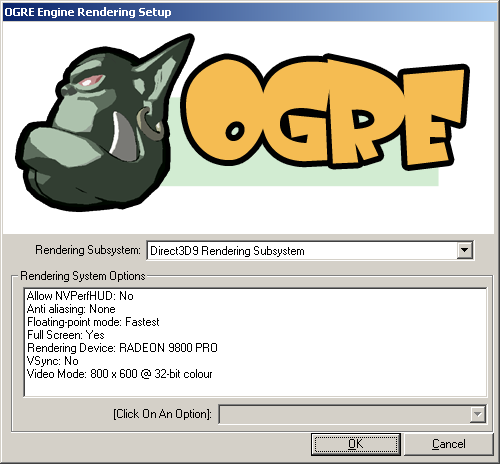 OGRE Engine Rendering Setup
OGRE
Rendering Subsystem: Direct3D9 Rendering Subsystem
Rendering System Options
Allow NVPerfHUD: No
Anti aliasing: None
Floating-point mode: Fastest
Full Screen: Yes
Rendering Device: RADEON 9800 PRO
VSync: No
Video Mode: 800 x 600 @ 32-bit colour
[Click On An Option]:
OK Cancel